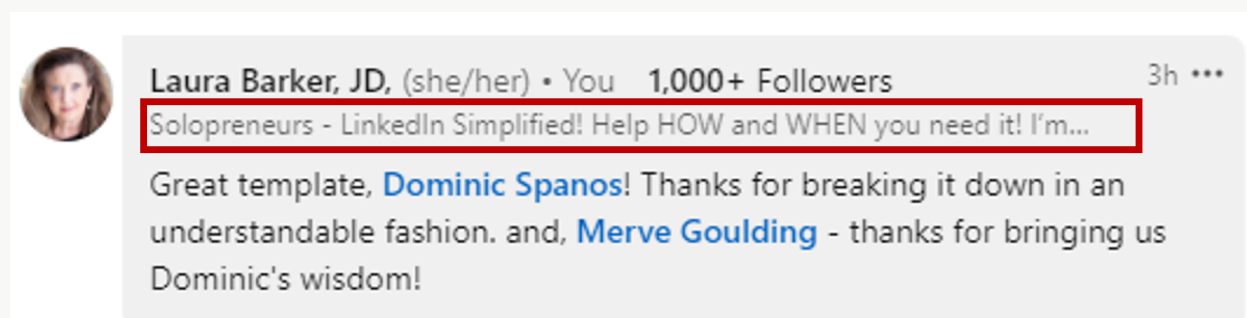 Laura Barker, JD, (she/her) • You 1,000+ Followers 3h •••
Solopreneurs - LinkedIn Simplified! Help HOW and WHEN you need it! I'm...
Great template, Dominic Spanos! Thanks for breaking it down in an
understandable fashion. and, Merve Goulding - thanks for bringing us
Dominic's wisdom!